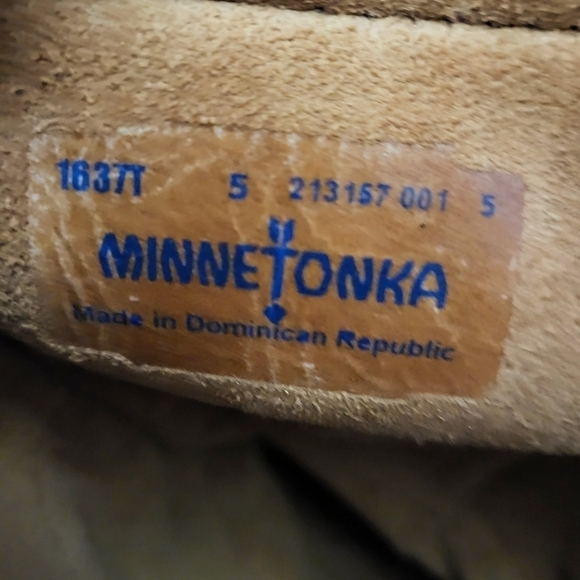 1637T 5 213157 001 5
MINNETONKA
Made in Dominican Republic